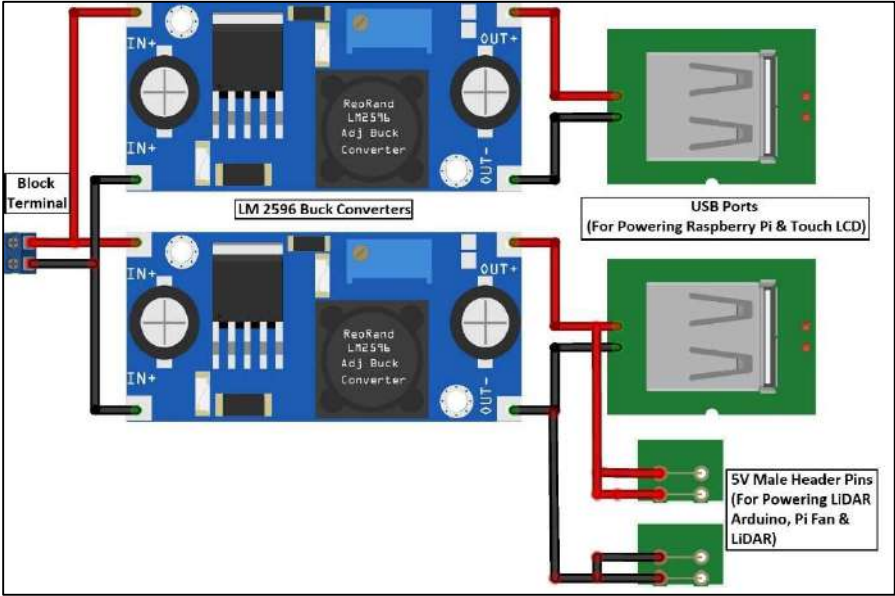 IN+
OUT+
ReoRand
LM2596
Adj Buck
Converter
IN+
OUT-
Block
Terminal
LM 2596 Buck Converters
USB Ports
(For Powering Raspberry Pi & Touch LCD)
IN+
OUT+
ReoRand
LM2596
Adj Buck
Converter
IN+
OUT-
5V Male Header Pins
(For Powering LiDAR
Arduino, Pi Fan &
LiDAR)